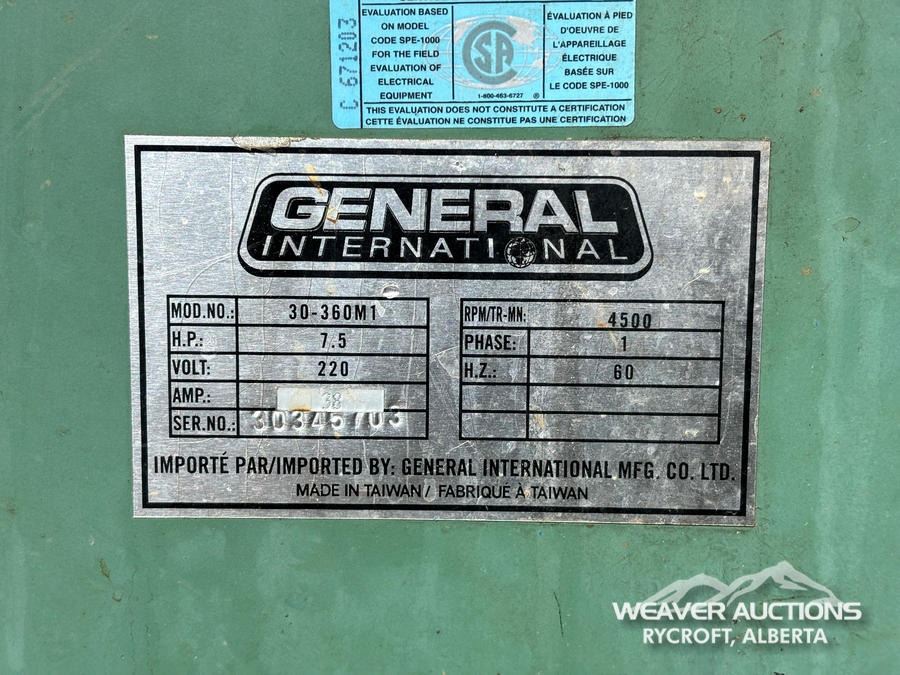 C 671203
EVALUATION BASED
ON MODEL
CODE SPE-1000
FOR THE FIELD
EVALUATION OF
ELECTRICAL
EQUIPMENT
CSA
1-800-463-6727 ®
ÉVALUATION À PIED
D'OEUVRE DE
L'APPAREILLAGE
ÉLECTRIQUE
BASÉE SUR
LE CODE SPE-1000
THIS EVALUATION DOES NOT CONSTITUTE A CERTIFICATION
CETTE ÉVALUATION NE CONSTITUE PAS UNE CERTIFICATION
GENERAL
INTERNATIONAL
MOD.NO.: 30-360M1
H.P.: 7.5
VOLT: 220
AMP.: 38
SER.NO.: 30345703
RPM/TR-MN: 4500
PHASE: 1
H.Z.: 60
IMPORTÉ PAR/IMPORTED BY: GENERAL INTERNATIONAL MFG. CO. LTD.
MADE IN TAIWAN / FABRIQUÉ À TAIWAN
WEAVER AUCTIONS
RYCROFT, ALBERTA